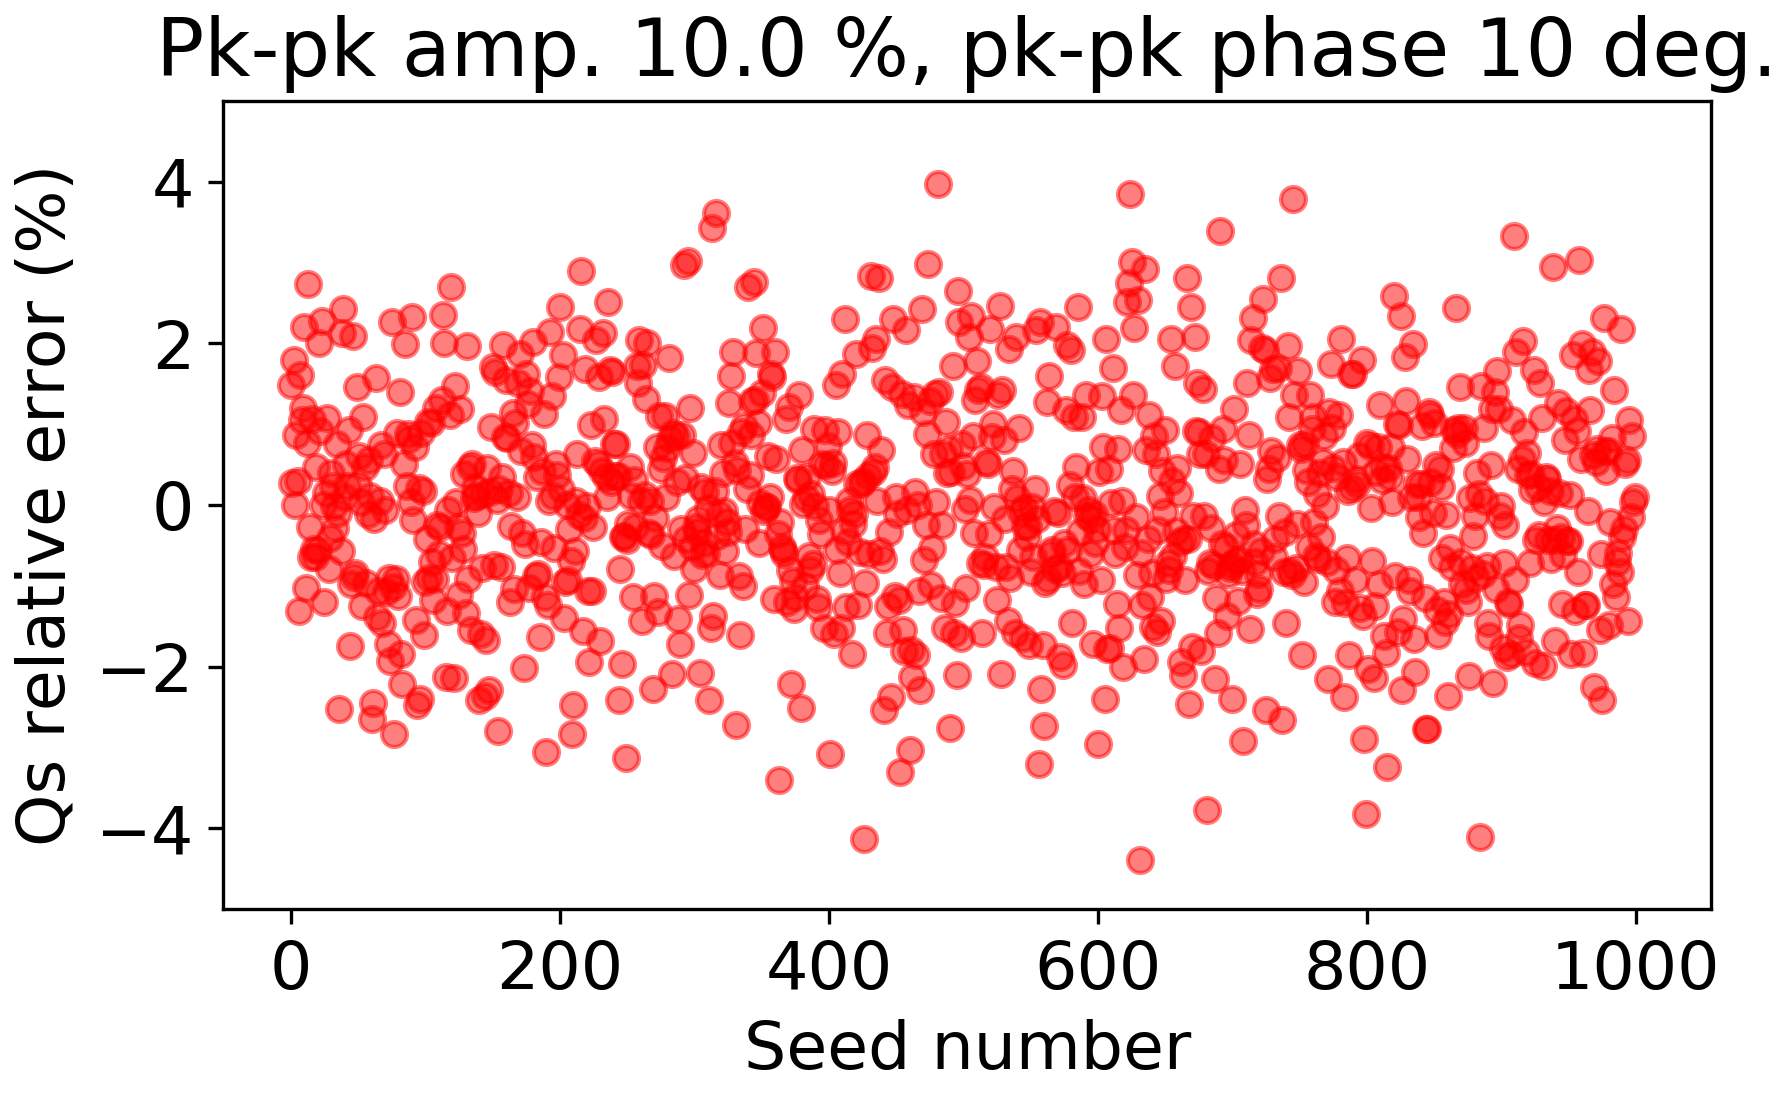 Pk-pk amp. 10.0 %, pk-pk phase 10 deg.
Qs relative error (%)
4
2
0
−2
−4
0 200 400 600 800 1000
Seed number